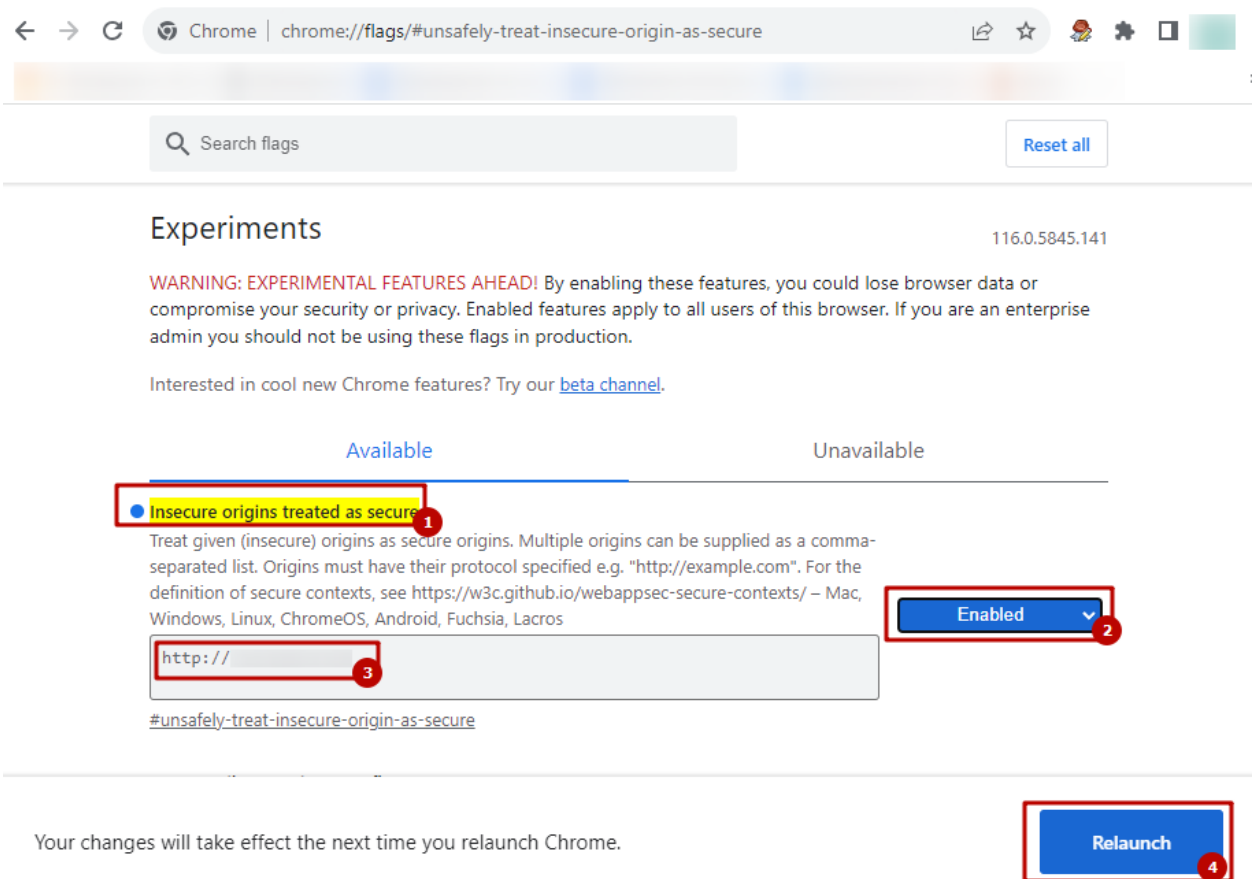 Chrome | chrome://flags/#unsafely-treat-insecure-origin-as-secure
Search flags
Reset all
Experiments
116.0.5845.141
WARNING: EXPERIMENTAL FEATURES AHEAD! By enabling these features, you could lose browser data or
compromise your security or privacy. Enabled features apply to all users of this browser. If you are an enterprise
admin you should not be using these flags in production.
Interested in cool new Chrome features? Try our beta channel.
Available
Unavailable
Insecure origins treated as secure
1
Treat given (insecure) origins as secure origins. Multiple origins can be supplied as a comma-
separated list. Origins must have their protocol specified e.g. "http://example.com". For the
definition of secure contexts, see https://w3c.github.io/webappsec-secure-contexts/ – Mac,
Windows, Linux, ChromeOS, Android, Fuchsia, Lacros
Enabled
2
http://
3
#unsafely-treat-insecure-origin-as-secure
Your changes will take effect the next time you relaunch Chrome.
Relaunch
4